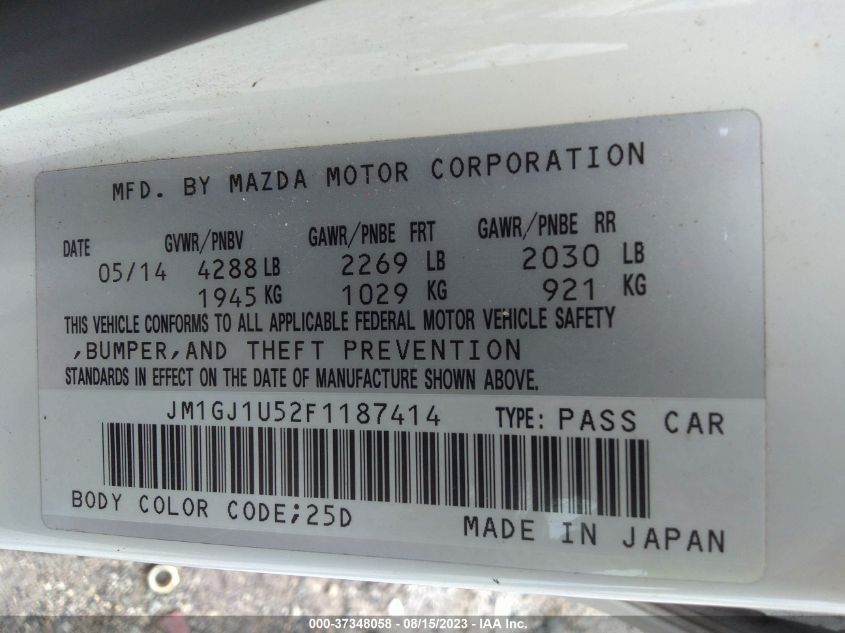 MFD. BY MAZDA MOTOR CORPORATION
DATE GVWR/PNBV GAWR/PNBE FRT GAWR/PNBE RR
05/14 4288 LB 2269 LB 2030 LB
1945 KG 1029 KG 921 KG
THIS VEHICLE CONFORMS TO ALL APPLICABLE FEDERAL MOTOR VEHICLE SAFETY
,BUMPER,AND THEFT PREVENTION
STANDARDS IN EFFECT ON THE DATE OF MANUFACTURE SHOWN ABOVE.
JM1GJ1U52F1187414 TYPE: PASS CAR
BODY COLOR CODE;25D
MADE IN JAPAN
000-37348058 - 08/15/2023 - IAA Inc.